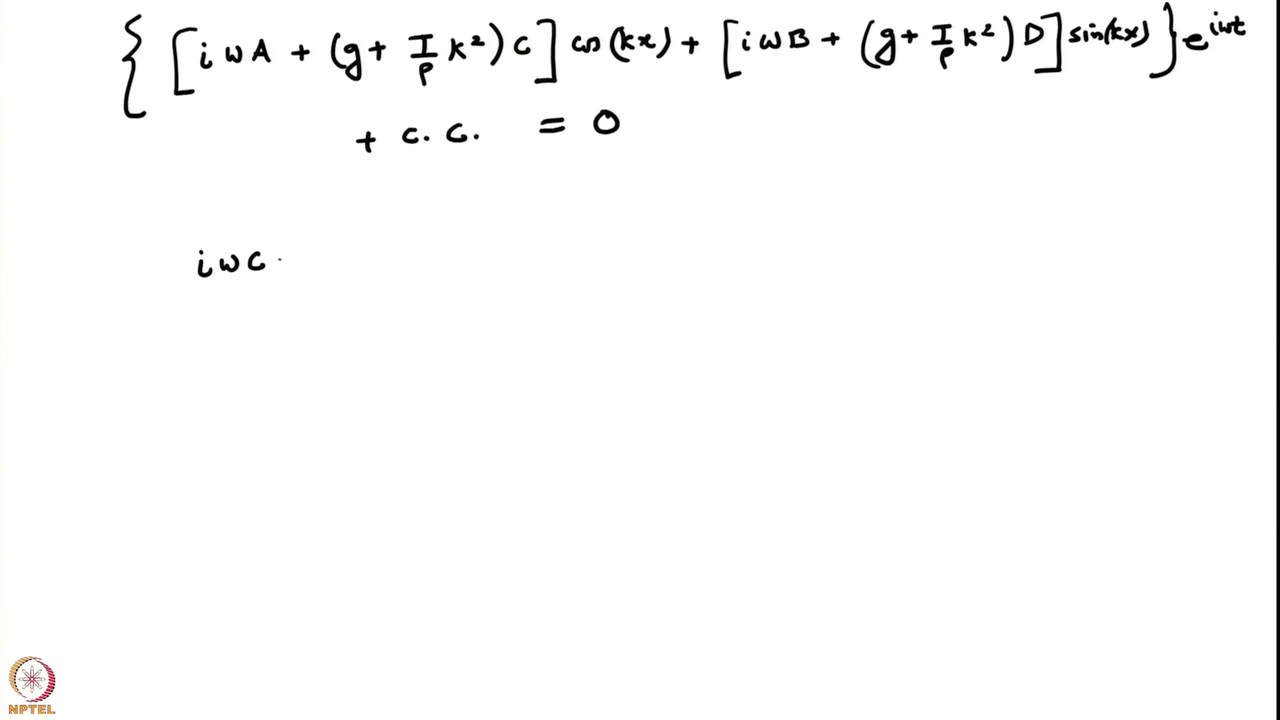 { [ iωA + (g + T/ρ k²) C ] cos(kx) + [ iωB + (g + T/ρ k²) D ] sin(kx) } e^{iωt}
+ c.c. = 0
iωC
NPTEL